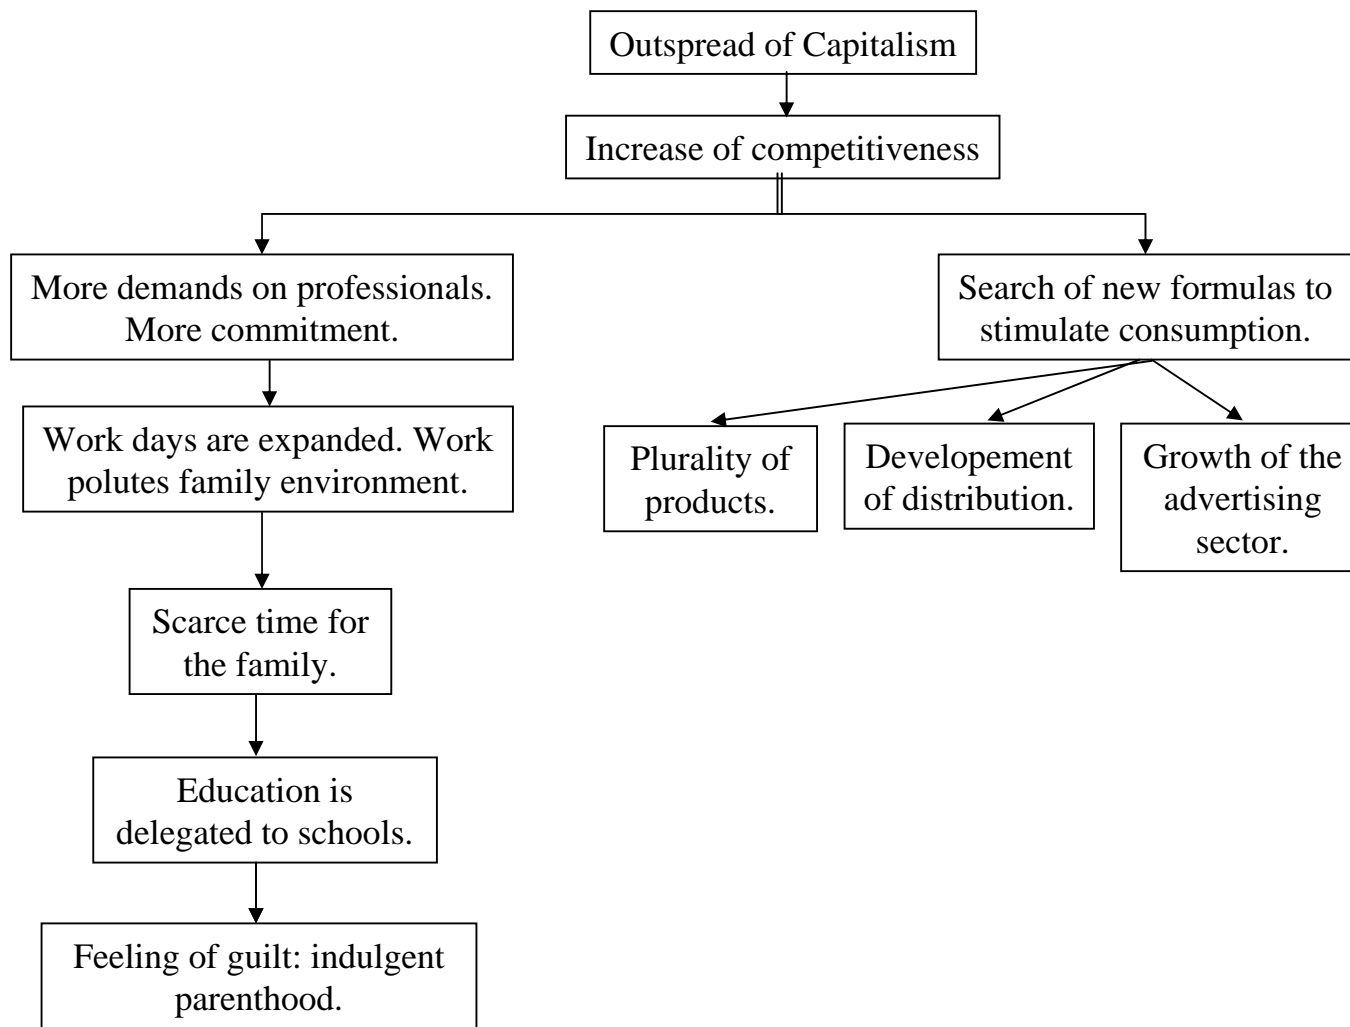 Outspread of Capitalism
Increase of competitiveness
More demands on professionals.
More commitment.
Search of new formulas to
stimulate consumption.
Work days are expanded. Work
polutes family environment.
Plurality of
products.
Developement
of distribution.
Growth of the
advertising
sector.
Scarce time for
the family.
Education is
delegated to schools.
Feeling of guilt: indulgent
parenthood.